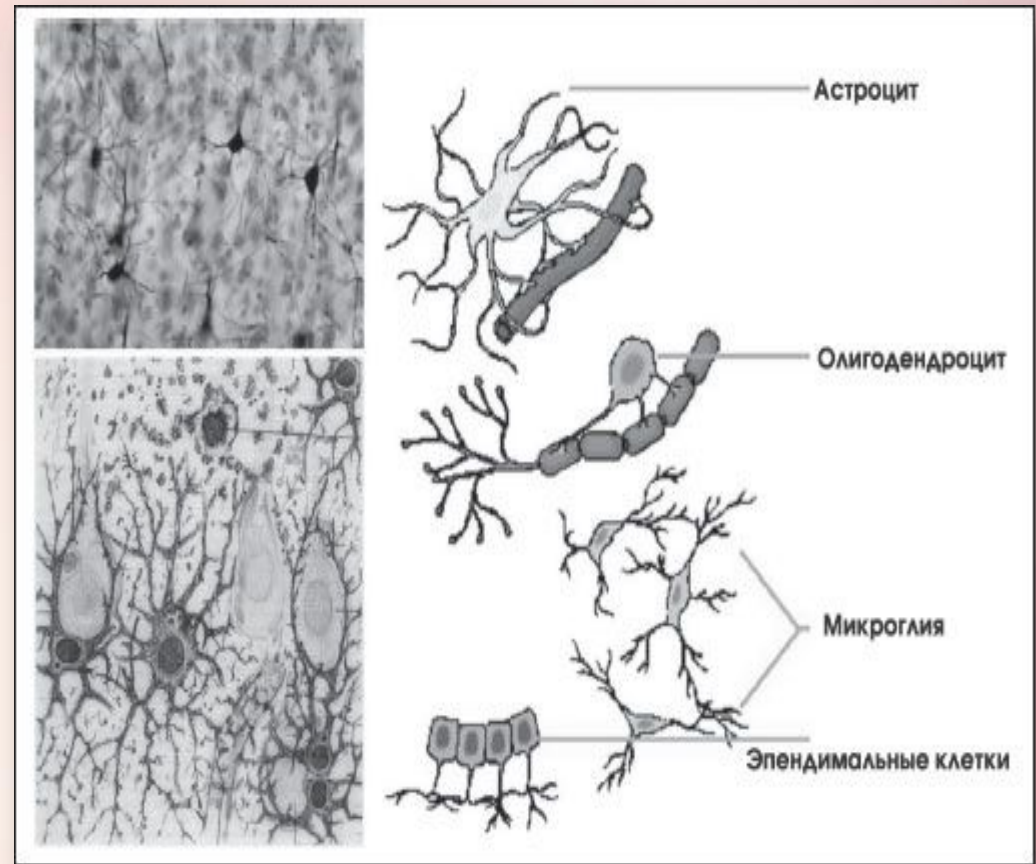 Астроцит
Олигодендроцит
Микроглия
Эпендимальные клетки